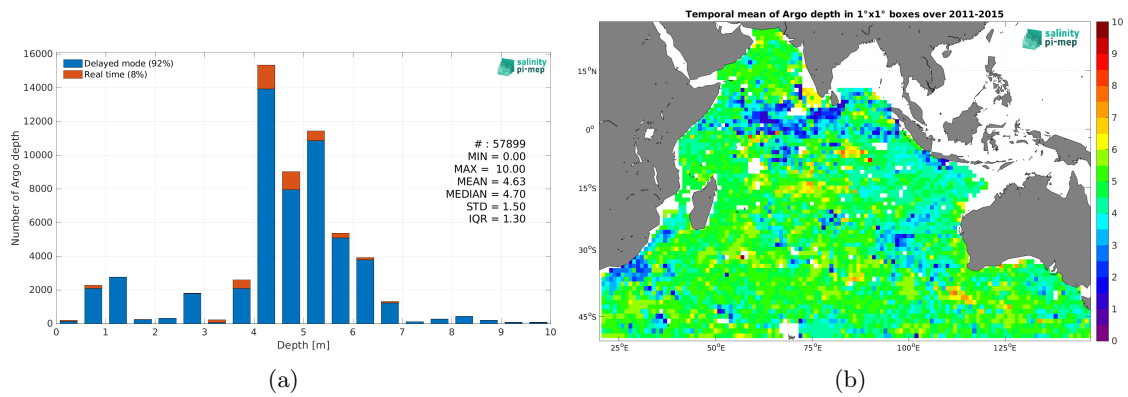 Temporal mean of Argo depth in 1°x1° boxes over 2011-2015
16000
14000
12000
10000
8000
6000
4000
2000
0
Number of Argo depth
Delayed mode (92%)
Real time (8%)
salinity
pi-mep
# : 57899
MIN = 0.00
MAX = 10.00
MEAN = 4.63
MEDIAN = 4.70
STD = 1.50
IQR = 1.30
0 1 2 3 4 5 6 7 8 9 10
Depth [m]
(a)
salinity
pi-mep
15°N
0°
15°S
30°S
45°S
25°E 50°E 75°E 100°E 125°E
10
9
8
7
6
5
4
3
2
1
0
(b)